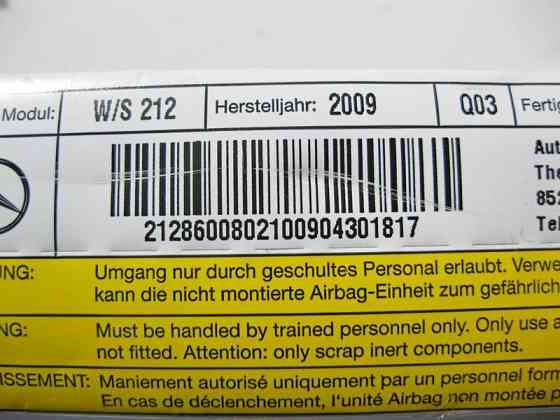 Modul: W/S 212 Herstelljahr: 2009 Q03 Fertig
Aut
The
852
Tel
2128600802100904301817
UNG: Umgang nur durch geschultes Personal erlaubt. Verwe
kann die nicht montierte Airbag-Einheit zum gefährlich
NG: Must be handled by trained personnel only. Only use a
not fitted. Attention: only scrap inert components.
ISSEMENT: Maniement autorisé uniquement par un personnel form
En cas de déclenchement, l'unité Airbag non montée p